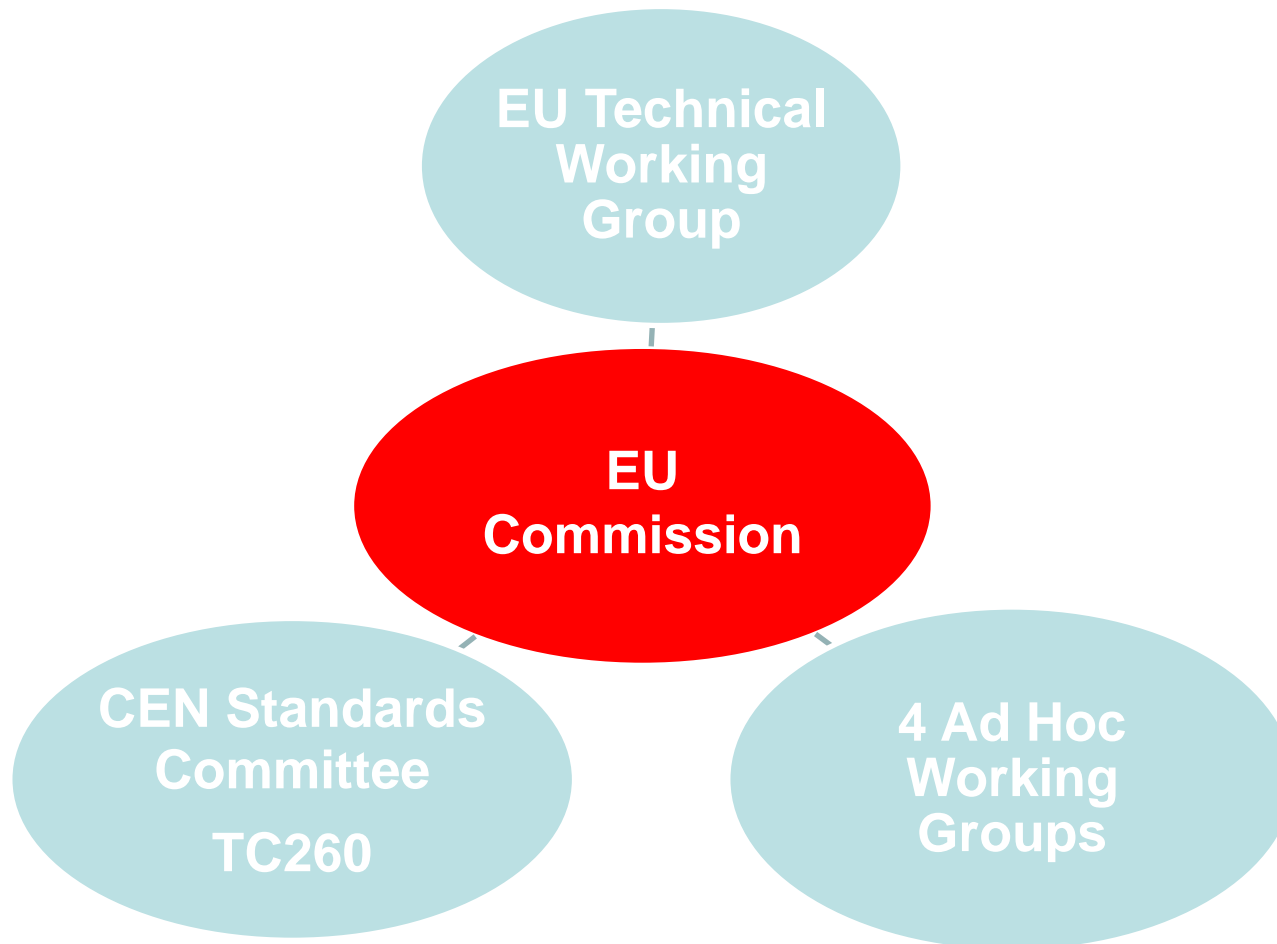 EU Technical
Working
Group
EU
Commission
CEN Standards
Committee
TC260
4 Ad Hoc
Working
Groups